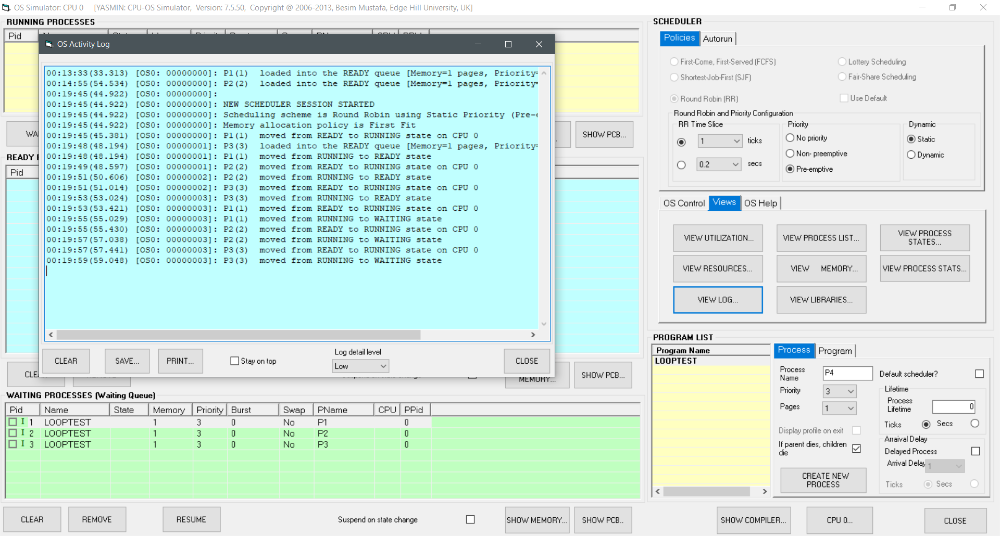 OS Simulator: CPU 0 [YASMIN: CPU-OS Simulator, Version: 7.5.50, Copyright @ 2006-2013, Besim Mustafa, Edge Hill University, UK]
RUNNING PROCESSES
Pid
OS Activity Log
00:13:33(33.313) [OS0: 00000000]: P1(1) loaded into the READY queue [Memory=1 pages, Priority=
00:14:55(54.534) [OS0: 00000000]: P2(2) loaded into the READY queue [Memory=1 pages, Priority=
00:19:45(44.922) [OS0: 00000000]:
00:19:45(44.922) [OS0: 00000000]: NEW SCHEDULER SESSION STARTED
00:19:45(44.922) [OS0: 00000000]: Scheduling scheme is Round Robin using Static Priority (Pre-e
00:19:45(44.922) [OS0: 00000000]: Memory allocation policy is First Fit
00:19:45(45.381) [OS0: 00000000]: P1(1) moved from READY to RUNNING state on CPU 0
00:19:48(48.194) [OS0: 00000001]: P3(3) loaded into the READY queue [Memory=1 pages, Priority=
00:19:48(48.194) [OS0: 00000001]: P1(1) moved from RUNNING to READY state
00:19:49(48.597) [OS0: 00000001]: P2(2) moved from READY to RUNNING state on CPU 0
00:19:51(50.606) [OS0: 00000002]: P2(2) moved from RUNNING to READY state
00:19:51(51.014) [OS0: 00000002]: P3(3) moved from READY to RUNNING state on CPU 0
00:19:53(53.024) [OS0: 00000003]: P3(3) moved from RUNNING to READY state
00:19:53(53.421) [OS0: 00000003]: P1(1) moved from READY to RUNNING state on CPU 0
00:19:55(55.029) [OS0: 00000003]: P1(1) moved from RUNNING to WAITING state
00:19:55(55.430) [OS0: 00000003]: P2(2) moved from READY to RUNNING state on CPU 0
00:19:57(57.038) [OS0: 00000003]: P2(2) moved from RUNNING to WAITING state
00:19:57(57.441) [OS0: 00000003]: P3(3) moved from READY to RUNNING state on CPU 0
00:19:59(59.048) [OS0: 00000003]: P3(3) moved from RUNNING to WAITING state
CLEAR SAVE... PRINT... Stay on top
Log detail level
Low
CLOSE
WA
SHOW PCB...
READY
Pid
CLE
MEMORY...
SHOW PCB...
WAITING PROCESSES (Waiting Queue)
Pid Name State Memory Priority Burst Swap PName CPU PPid
I 1 LOOPTEST 1 3 0 No P1 0
I 2 LOOPTEST 1 3 0 No P2 0
I 3 LOOPTEST 1 3 0 No P3 0
CLEAR REMOVE RESUME Suspend on state change SHOW MEMORY... SHOW PCB..
SCHEDULER
Policies Autorun
First-Come, First-Served (FCFS) Lottery Scheduling
Shortest-Job-First (SJF) Fair-Share Scheduling
Round Robin (RR) Use Default
Round Robin and Priority Configuration
RR Time Slice Priority Dynamic
1 ticks No priority Static
Non- preemptive Dynamic
0.2 secs Pre-emptive
OS Control Views OS Help
VIEW UTILIZATION... VIEW PROCESS LIST... VIEW PROCESS STATES...
VIEW RESOURCES... VIEW MEMORY... VIEW PROCESS STATS...
VIEW LOG... VIEW LIBRARIES...
PROGRAM LIST
Program Name
LOOPTEST
Process Program
Process Name P4 Default scheduler?
Priority 3
Pages 1
Lifetime
Process Lifetime 0
Ticks Secs
Display profile on exit
If parent dies, children die
Arraival Delay
Delayed Process
Arrival Delay 1
Ticks Secs
CREATE NEW PROCESS
SHOW COMPILER... CPU 0... CLOSE